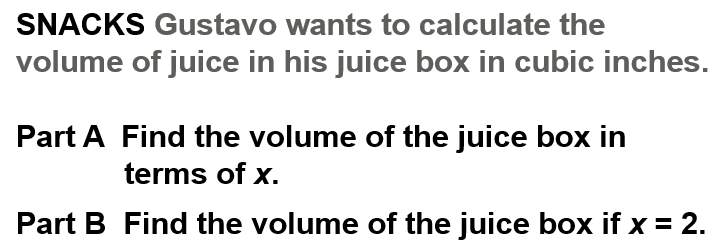 SNACKS Gustavo wants to calculate the
volume of juice in his juice box in cubic inches.
Part A Find the volume of the juice box in
terms of x.
Part B Find the volume of the juice box if x = 2.